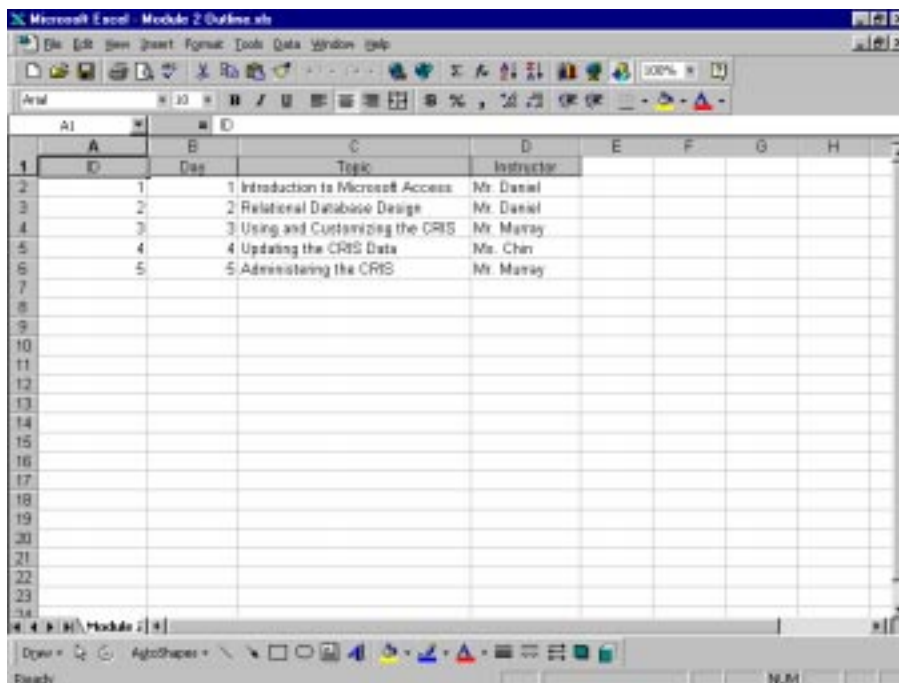 Microsoft Excel - Module 2 Outline.xls
File Edit View Insert Format Tools Data Window Help
100%
Arial 10 B I U $ % ,
A1 = ID
A B C D E F G H
1 ID Day Topic Instructor
2 1 1 Introduction to Microsoft Access Mr. Daniel
3 2 2 Relational Database Design Mr. Daniel
4 3 3 Using and Customizing the CRIS Mr. Murray
5 4 4 Updating the CRIS Data Ms. Chin
6 5 5 Administering the CRIS Mr. Murray
7
8
9
10
11
12
13
14
15
16
17
18
19
20
21
22
23
24
Module
Draw AutoShapes
Ready NUM